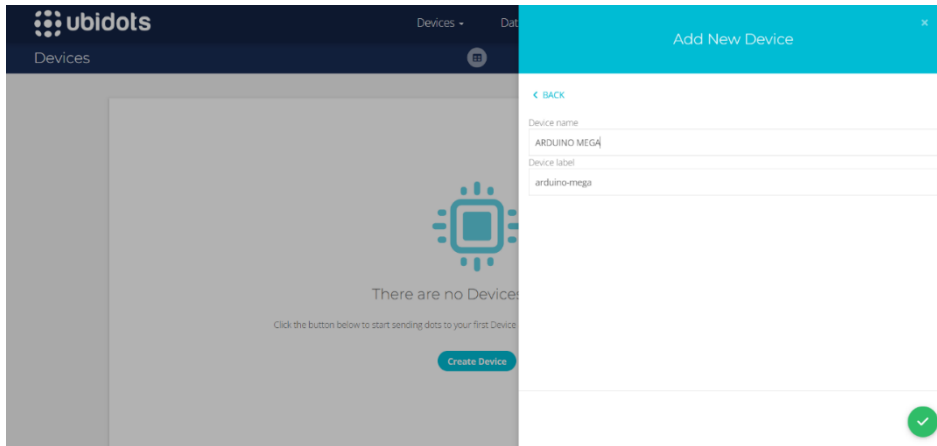 ubidots
Devices
Dat
Devices
There are no Devices
Click the button below to start sending dots to your first Device
Create Device
×
Add New Device
BACK
Device name
ARDUINO MEGA
Device label
arduino-mega